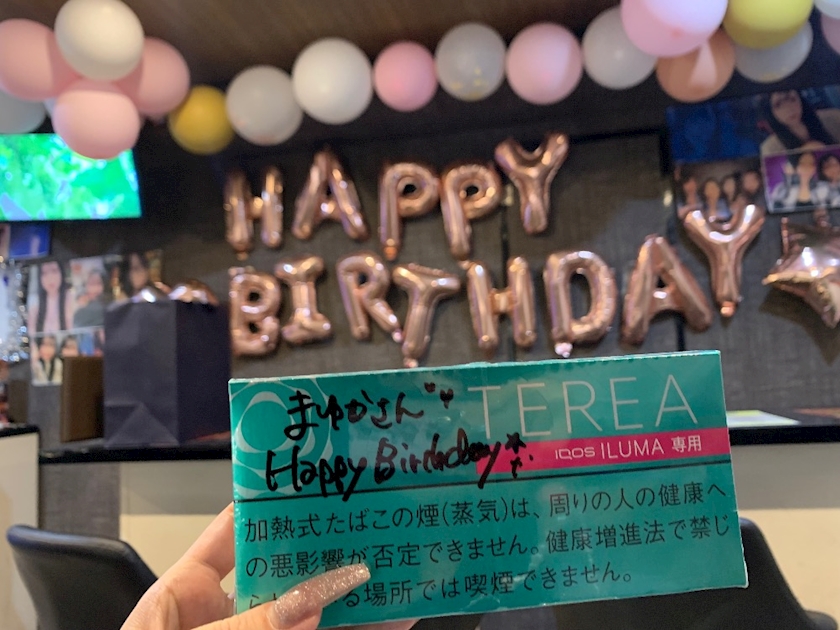 HAPPY
BIRTHDAY
TEREA
まゆかさん
IQOS ILUMA 専用
Happy Birthday
加熱式たばこの煙(蒸気)は、周りの人の健康へ
の悪影響が否定できません。健康増進法で禁じ
る場所では喫煙できません。